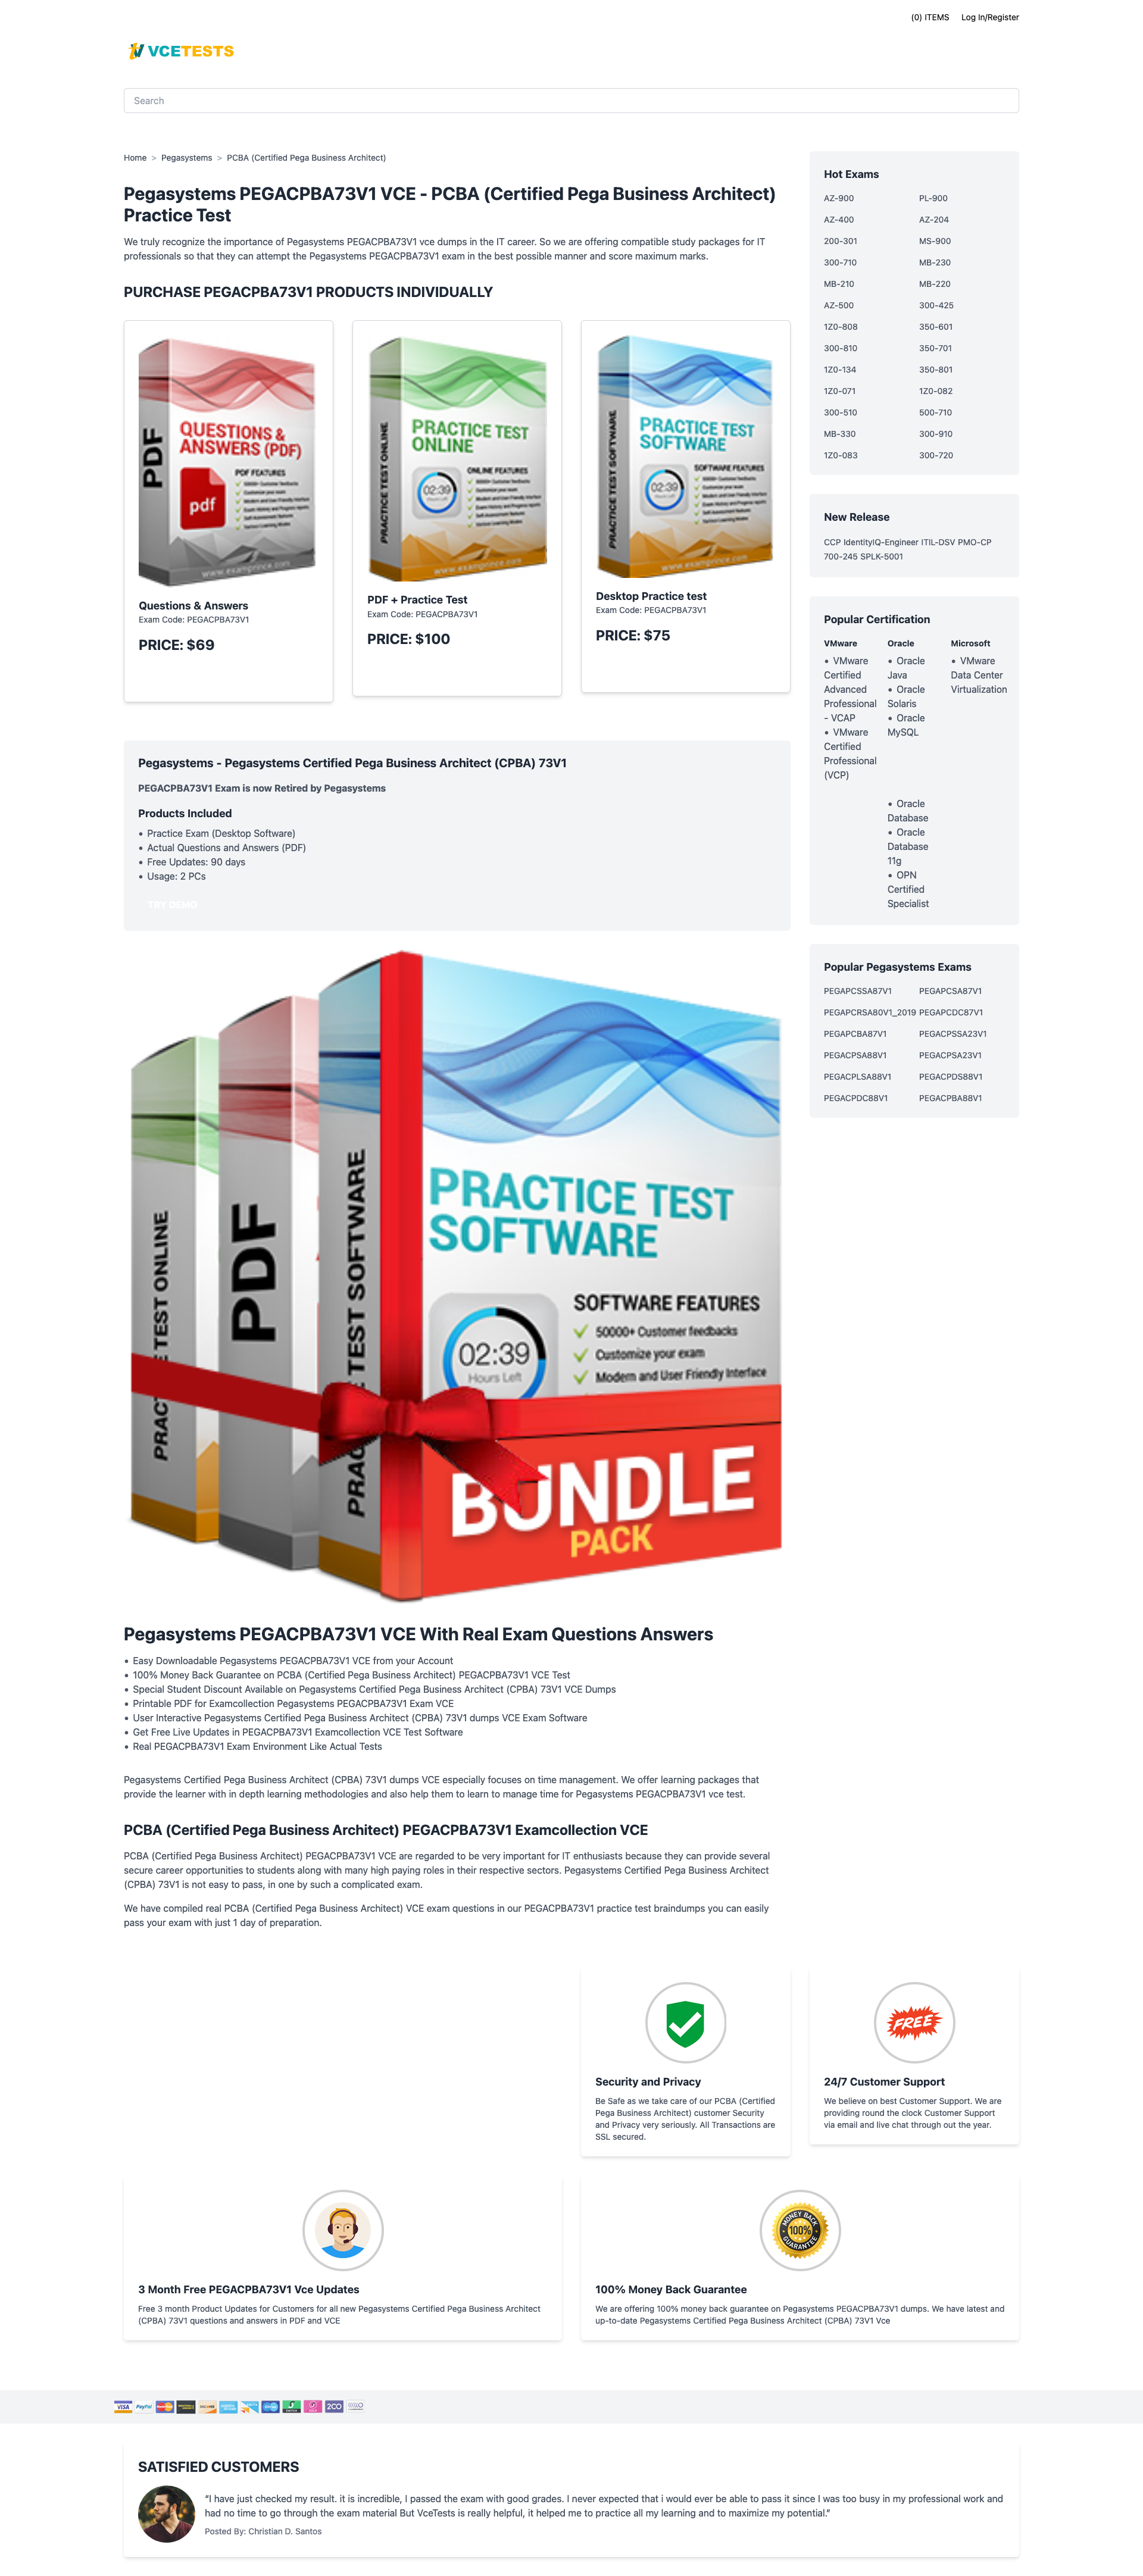 (0) ITEMS Log In/Register
VCETESTS
Search
Home > Pegasystems > PCBA (Certified Pega Business Architect)
Pegasystems PEGACPBA73V1 VCE - PCBA (Certified Pega Business Architect)
Practice Test
We truly recognize the importance of Pegasystems PEGACPBA73V1 vce dumps in the IT career. So we are offering compatible study packages for IT
professionals so that they can attempt the Pegasystems PEGACPBA73V1 exam in the best possible manner and score maximum marks.
PURCHASE PEGACPBA73V1 PRODUCTS INDIVIDUALLY
PDF
QUESTIONS &
ANSWERS (PDF)
PDF FEATURES
pdf
www.examprince.com
Questions & Answers
Exam Code: PEGACPBA73V1
PRICE: $69
PRACTICE TEST ONLINE
PRACTICE TEST
ONLINE
ONLINE FEATURES
02:39
www.examprince.com
PDF + Practice Test
Exam Code: PEGACPBA73V1
PRICE: $100
PRACTICE TEST SOFTWARE
PRACTICE TEST
SOFTWARE
SOFTWARE FEATURES
02:39
www.examprince.com
Desktop Practice test
Exam Code: PEGACPBA73V1
PRICE: $75
Pegasystems - Pegasystems Certified Pega Business Architect (CPBA) 73V1
PEGACPBA73V1 Exam is now Retired by Pegasystems
Products Included
• Practice Exam (Desktop Software)
• Actual Questions and Answers (PDF)
• Free Updates: 90 days
• Usage: 2 PCs
TRY DEMO
TEST ONLINE
PRAC
PDF
TEST SOFTWARE
PRAC
PRACTICE TEST
SOFTWARE
SOFTWARE FEATURES
02:39
Hours Left
50000+ Customer feedbacks
Customize your exam
Modern and User Friendly Interface
BUNDLE
PACK
Pegasystems PEGACPBA73V1 VCE With Real Exam Questions Answers
• Easy Downloadable Pegasystems PEGACPBA73V1 VCE from your Account
• 100% Money Back Guarantee on PCBA (Certified Pega Business Architect) PEGACPBA73V1 VCE Test
• Special Student Discount Available on Pegasystems Certified Pega Business Architect (CPBA) 73V1 VCE Dumps
• Printable PDF for Examcollection Pegasystems PEGACPBA73V1 Exam VCE
• User Interactive Pegasystems Certified Pega Business Architect (CPBA) 73V1 dumps VCE Exam Software
• Get Free Live Updates in PEGACPBA73V1 Examcollection VCE Test Software
• Real PEGACPBA73V1 Exam Environment Like Actual Tests
Pegasystems Certified Pega Business Architect (CPBA) 73V1 dumps VCE especially focuses on time management. We offer learning packages that
provide the learner with in depth learning methodologies and also help them to learn to manage time for Pegasystems PEGACPBA73V1 vce test.
PCBA (Certified Pega Business Architect) PEGACPBA73V1 Examcollection VCE
PCBA (Certified Pega Business Architect) PEGACPBA73V1 VCE are regarded to be very important for IT enthusiasts because they can provide several
secure career opportunities to students along with many high paying roles in their respective sectors. Pegasystems Certified Pega Business Architect
(CPBA) 73V1 is not easy to pass, in one by such a complicated exam.
We have compiled real PCBA (Certified Pega Business Architect) VCE exam questions in our PEGACPBA73V1 practice test braindumps you can easily
pass your exam with just 1 day of preparation.
Hot Exams
AZ-900 PL-900
AZ-400 AZ-204
200-301 MS-900
300-710 MB-230
MB-210 MB-220
AZ-500 300-425
1Z0-808 350-601
300-810 350-701
1Z0-134 350-801
1Z0-071 1Z0-082
300-510 500-710
MB-330 300-910
1Z0-083 300-720
New Release
CCP IdentityIQ-Engineer ITIL-DSV PMO-CP
700-245 SPLK-5001
Popular Certification
VMware
• VMware
Certified
Advanced
Professional
- VCAP
• VMware
Certified
Professional
(VCP)
Oracle
• Oracle
Java
• Oracle
Solaris
• Oracle
MySQL
• Oracle
Database
• Oracle
Database
11g
• OPN
Certified
Specialist
Microsoft
• VMware
Data Center
Virtualization
Popular Pegasystems Exams
PEGAPCSSA87V1 PEGAPCSA87V1
PEGAPCRSA80V1_2019 PEGAPCDC87V1
PEGAPCBA87V1 PEGACPSSA23V1
PEGACPSA88V1 PEGACPSA23V1
PEGACPLSA88V1 PEGACPDS88V1
PEGACPDC88V1 PEGACPBA88V1
Security and Privacy
Be Safe as we take care of our PCBA (Certified
Pega Business Architect) customer Security
and Privacy very seriously. All Transactions are
SSL secured.
FREE
24/7 Customer Support
We believe on best Customer Support. We are
providing round the clock Customer Support
via email and live chat through out the year.
3 Month Free PEGACPBA73V1 Vce Updates
Free 3 month Product Updates for Customers for all new Pegasystems Certified Pega Business Architect
(CPBA) 73V1 questions and answers in PDF and VCE
MONEY BACK
100%
GUARANTEE
100% Money Back Guarantee
We are offering 100% money back guarantee on Pegasystems PEGACPBA73V1 dumps. We have latest and
up-to-date Pegasystems Certified Pega Business Architect (CPBA) 73V1 Vce
VISA PayPal 2CO
SATISFIED CUSTOMERS
“I have just checked my result. it is incredible, I passed the exam with good grades. I never expected that i would ever be able to pass it since I was too busy in my professional work and
had no time to go through the exam material But VceTests is really helpful, it helped me to practice all my learning and to maximize my potential.”
Posted By: Christian D. Santos